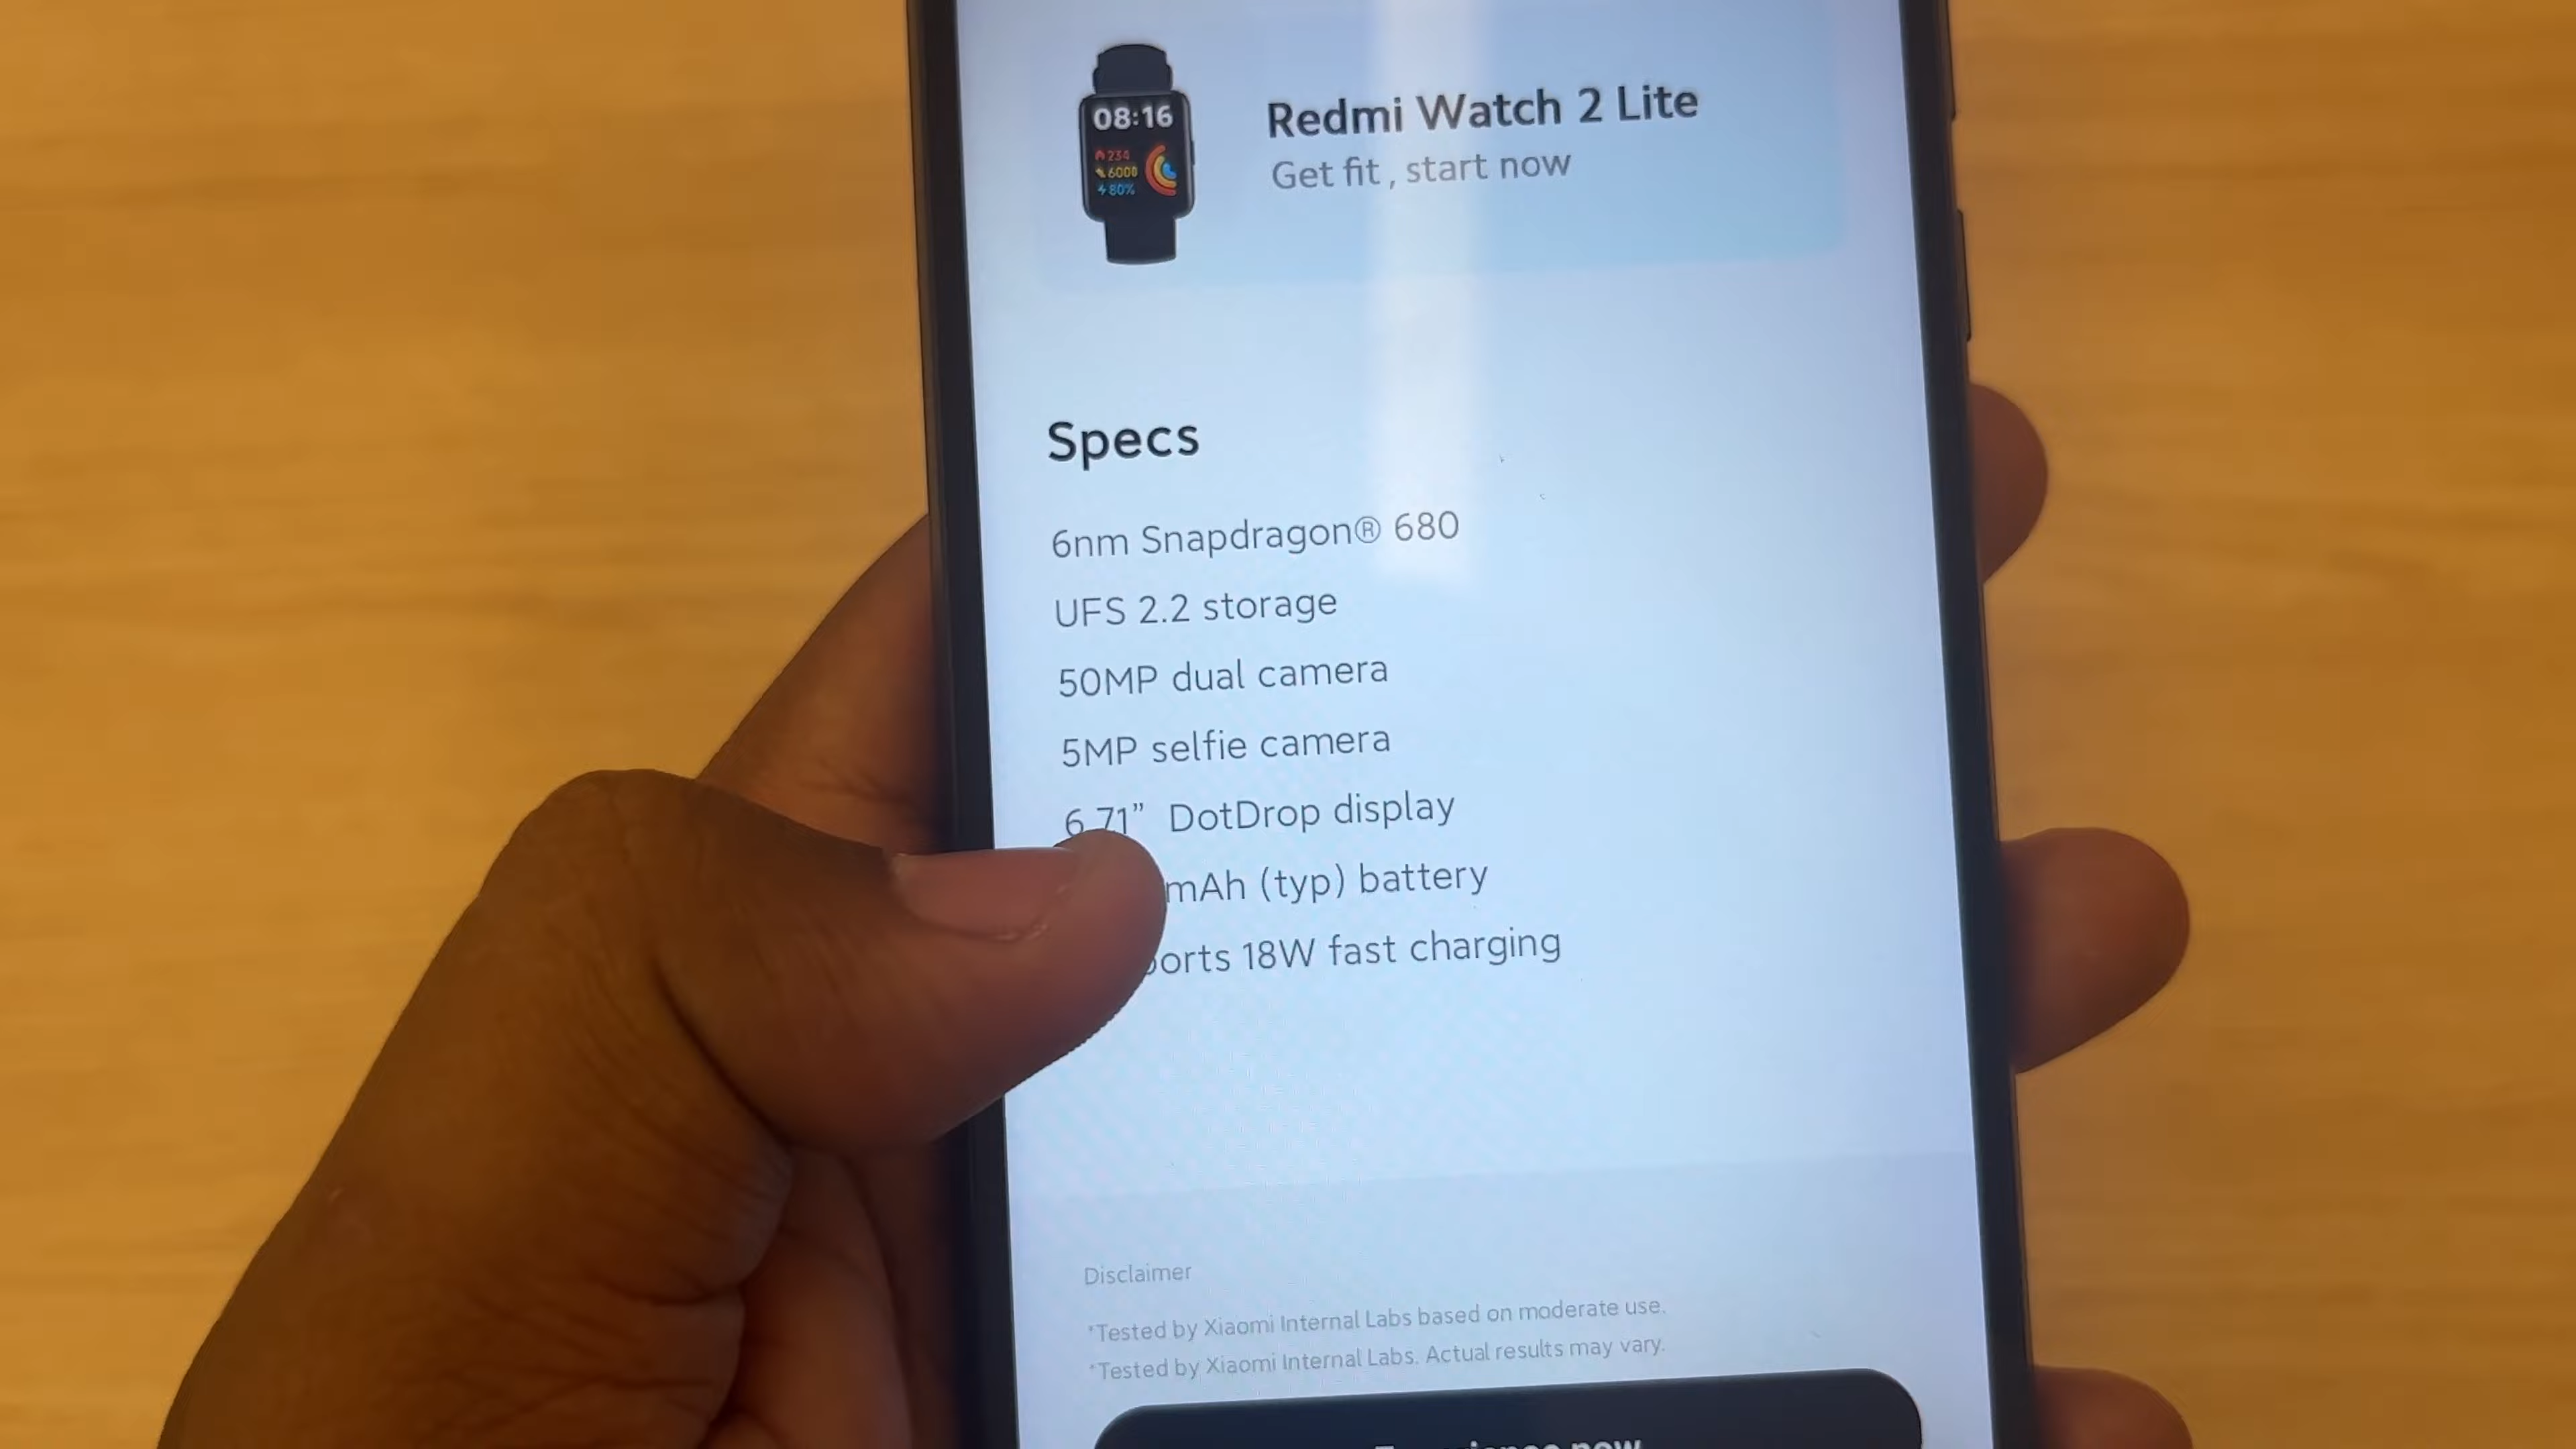 08:16
234
6000
80%
Redmi Watch 2 Lite
Get fit, start now
Specs
6nm Snapdragon® 680
UFS 2.2 storage
50MP dual camera
5MP selfie camera
6.71” DotDrop display
mAh (typ) battery
18W fast charging
Disclaimer
*Tested by Xiaomi Internal Labs based on moderate use.
*Tested by Xiaomi Internal Labs. Actual results may vary.
now